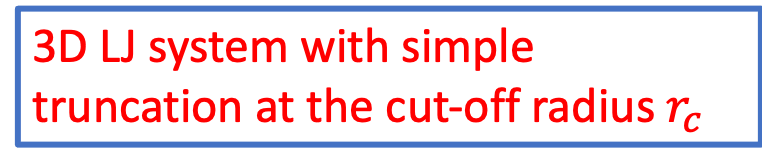 3D LJ system with simple
truncation at the cut-off radius r_c